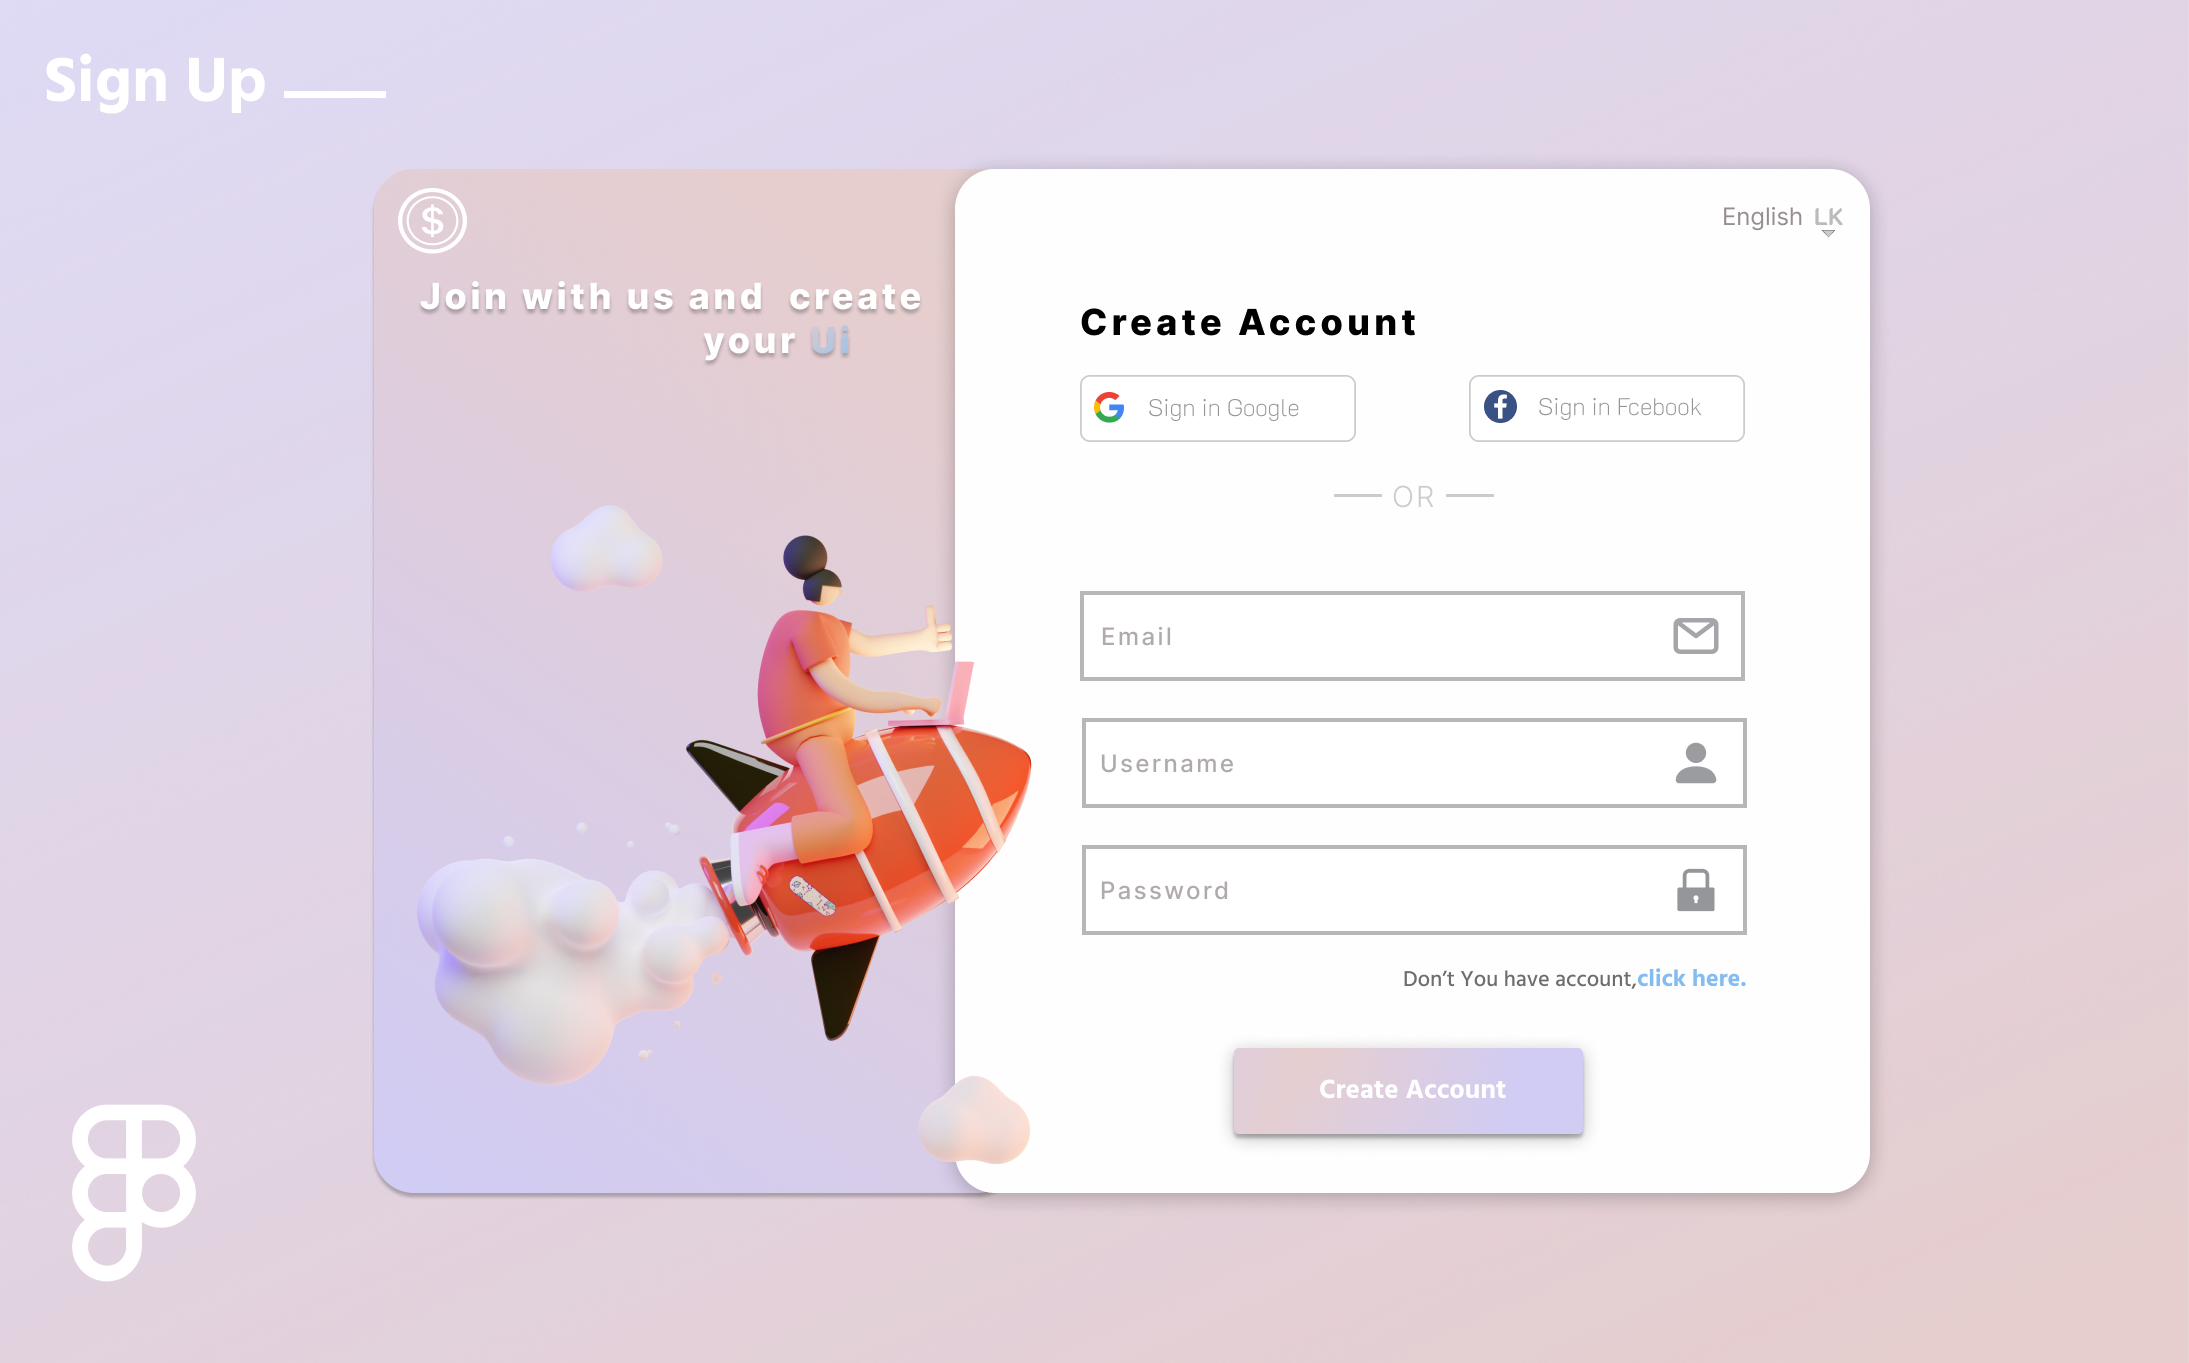 Sign Up
$
Join with us and create
your Ui
English LK
Create Account
Sign in Google
Sign in Fcebook
OR
Email
Username
Password
Don’t You have account,click here.
Create Account